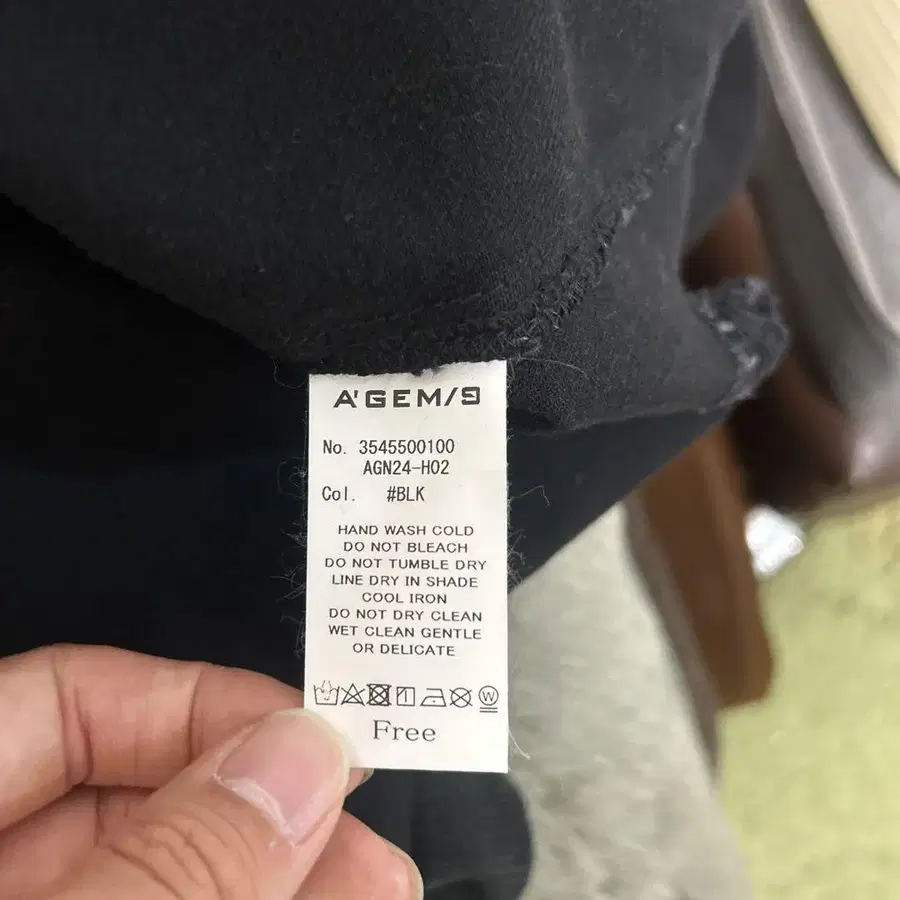 A'GEM/9
No. 3545500100
AGN24-H02
Col. #BLK
HAND WASH COLD
DO NOT BLEACH
DO NOT TUMBLE DRY
LINE DRY IN SHADE
COOL IRON
DO NOT DRY CLEAN
WET CLEAN GENTLE
OR DELICATE
W
Free